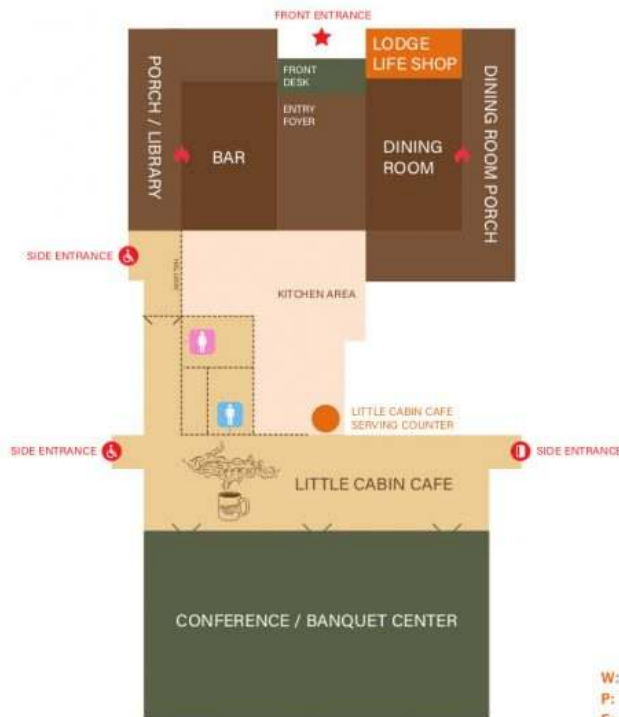 FRONT ENTRANCE
LODGE
LIFE SHOP
FRONT
DESK
ENTRY
FOYER
PORCH / LIBRARY
BAR
DINING
ROOM
DINING ROOM PORCH
SIDE ENTRANCE
KITCHEN AREA
LITTLE CABIN CAFE
SERVING COUNTER
SIDE ENTRANCE
SIDE ENTRANCE
LITTLE CABIN CAFE
CONFERENCE / BANQUET CENTER
W:
P: